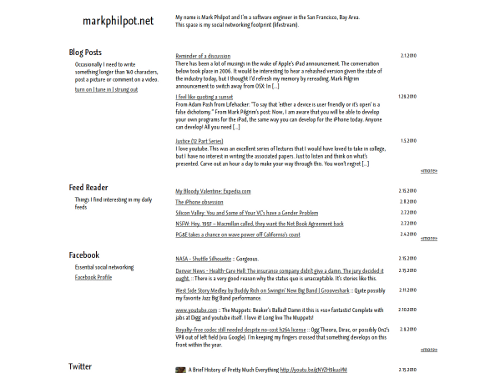 markphilpot.net
My name is Mark Philpot and I'm a software engineer in the San Francisco, Bay Area.
This space is my social networking footprint (lifestream).
Blog Posts
Occasionally I need to write
something longer than 140 characters,
post a picture or comment on a video.
turn on | tune in | strung out
Reminder of a discussion 2.1.2010
There has been a lot of musings in the wake of Apple's iPad announcement. The conversation
below took place in 2006. It would be interesting to hear a rehashed version given the state of
the industry today, but I thought I'd refresh my memory by rereading. Mark Pilgrim
announcement to switch away from OSX: In [...]
I feel like quoting a sunset 1.28.2010
From Adam Pash from Lifehacker: "To say that 'either a device is user friendly or it's open' is a
false dichotomy." From Mark Pilgrim's post: Now, I am aware that you will be able to develop
your own programs for the iPad, the same way you can develop for the iPhone today. Anyone
can develop! All you need [...]
Justice (12 Part Series) 1.5.2010
I love youtube. This was an excellent series of lectures that I would have loved to take in college,
but I have no interest in writing the associated papers. Just to listen and think on what's
presented. Carve out an hour a day to make your way through this. You won't regret [...]
«more»
Feed Reader
Things I find interesting in my daily
feeds
My Bloody Valentine: Expedia.com 2.15.2010
The iPhone obsession 2.8.2010
Silicon Valley: You and Some of Your VC's have a Gender Problem 2.7.2010
NSFW: Hey, 1997 – Macmillan called, they want the Net Book Agreement back 2.7.2010
PG&E takes a chance on wave power off California's coast 2.4.2010
«more»
Facebook
Essential social networking
Facebook Profile
NASA - Shuttle Silhouette :: Gorgeous. 2.15.2010
Denver News - Health Care Hell: The insurance company didn't give a damn. The jury decided it 2.15.2010
ought. :: There is a very good reason why the status quo is unacceptable. It's stories like this.
West Side Story Medley by Buddy Rich on Swingin' New Big Band | Grooveshark :: Quite possibly 2.11.2010
my favorite Jazz Big Band performance.
www.youtube.com :: The Muppets: Beaker's Ballad! Damn it this is *so* fantastic! Complete with 2.10.2010
jabs at Digg and youtube itself. I love it! Long live The Muppets!
Royalty-free codec still needed despite no-cost h264 license :: Ogg Theora, Dirac, or possibly On2's 2.8.2010
VP8 out of left field (via Google). I'm keeping my fingers crossed that something develops on this
front within the year.
«more»
Twitter
A Brief History of Pretty Much Everything 2.15.2010